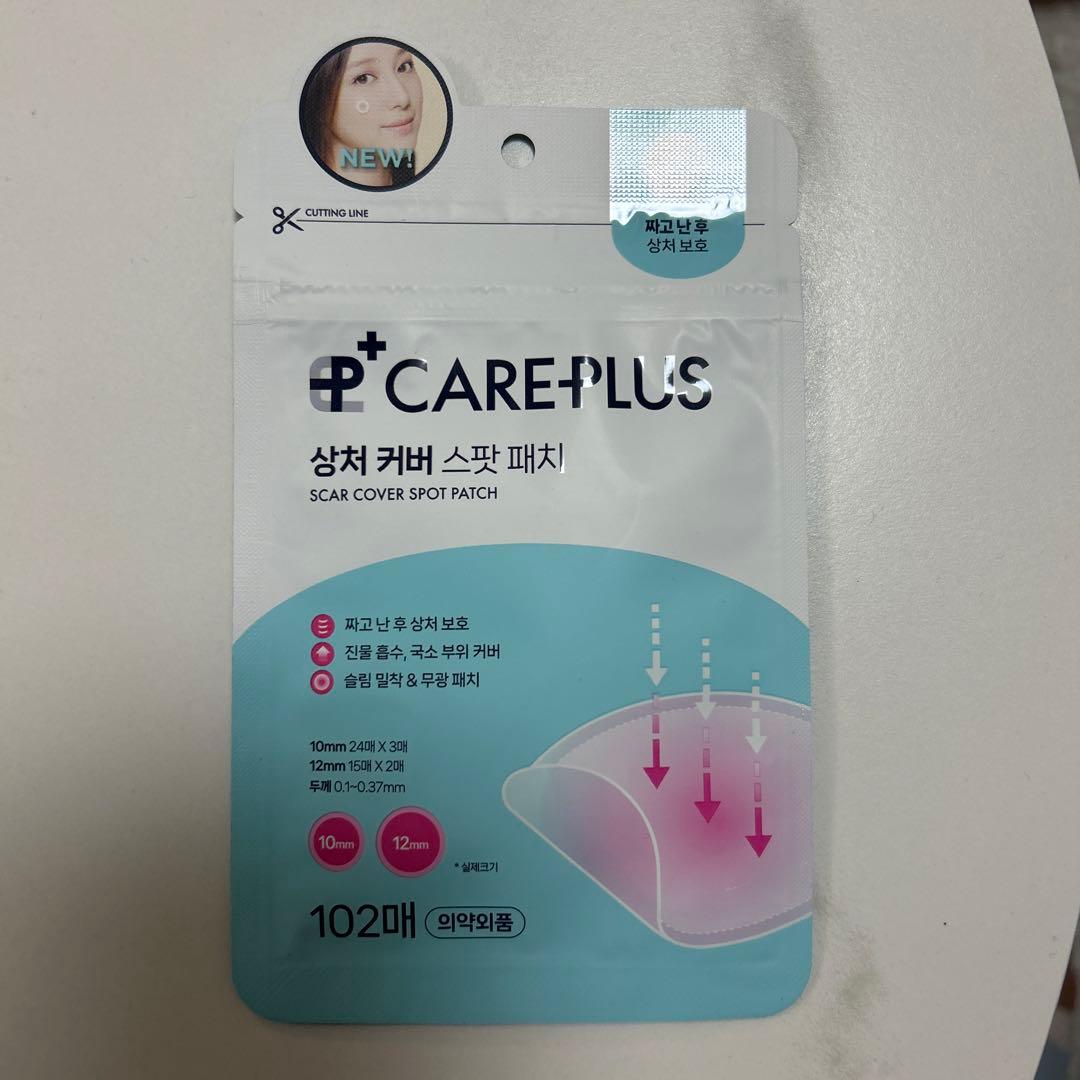 NEW!
CUTTING LINE
짜고 난 후
상처 보호
CAREPLUS
상처 커버 스팟 패치
SCAR COVER SPOT PATCH
짜고 난 후 상처 보호
진물 흡수, 국소 부위 커버
슬림 밀착 & 무광 패치
10mm 24매 X 3매
12mm 15매 X 2매
두께 0.1~0.37mm
10mm 12mm
* 실제크기
102매 의약외품